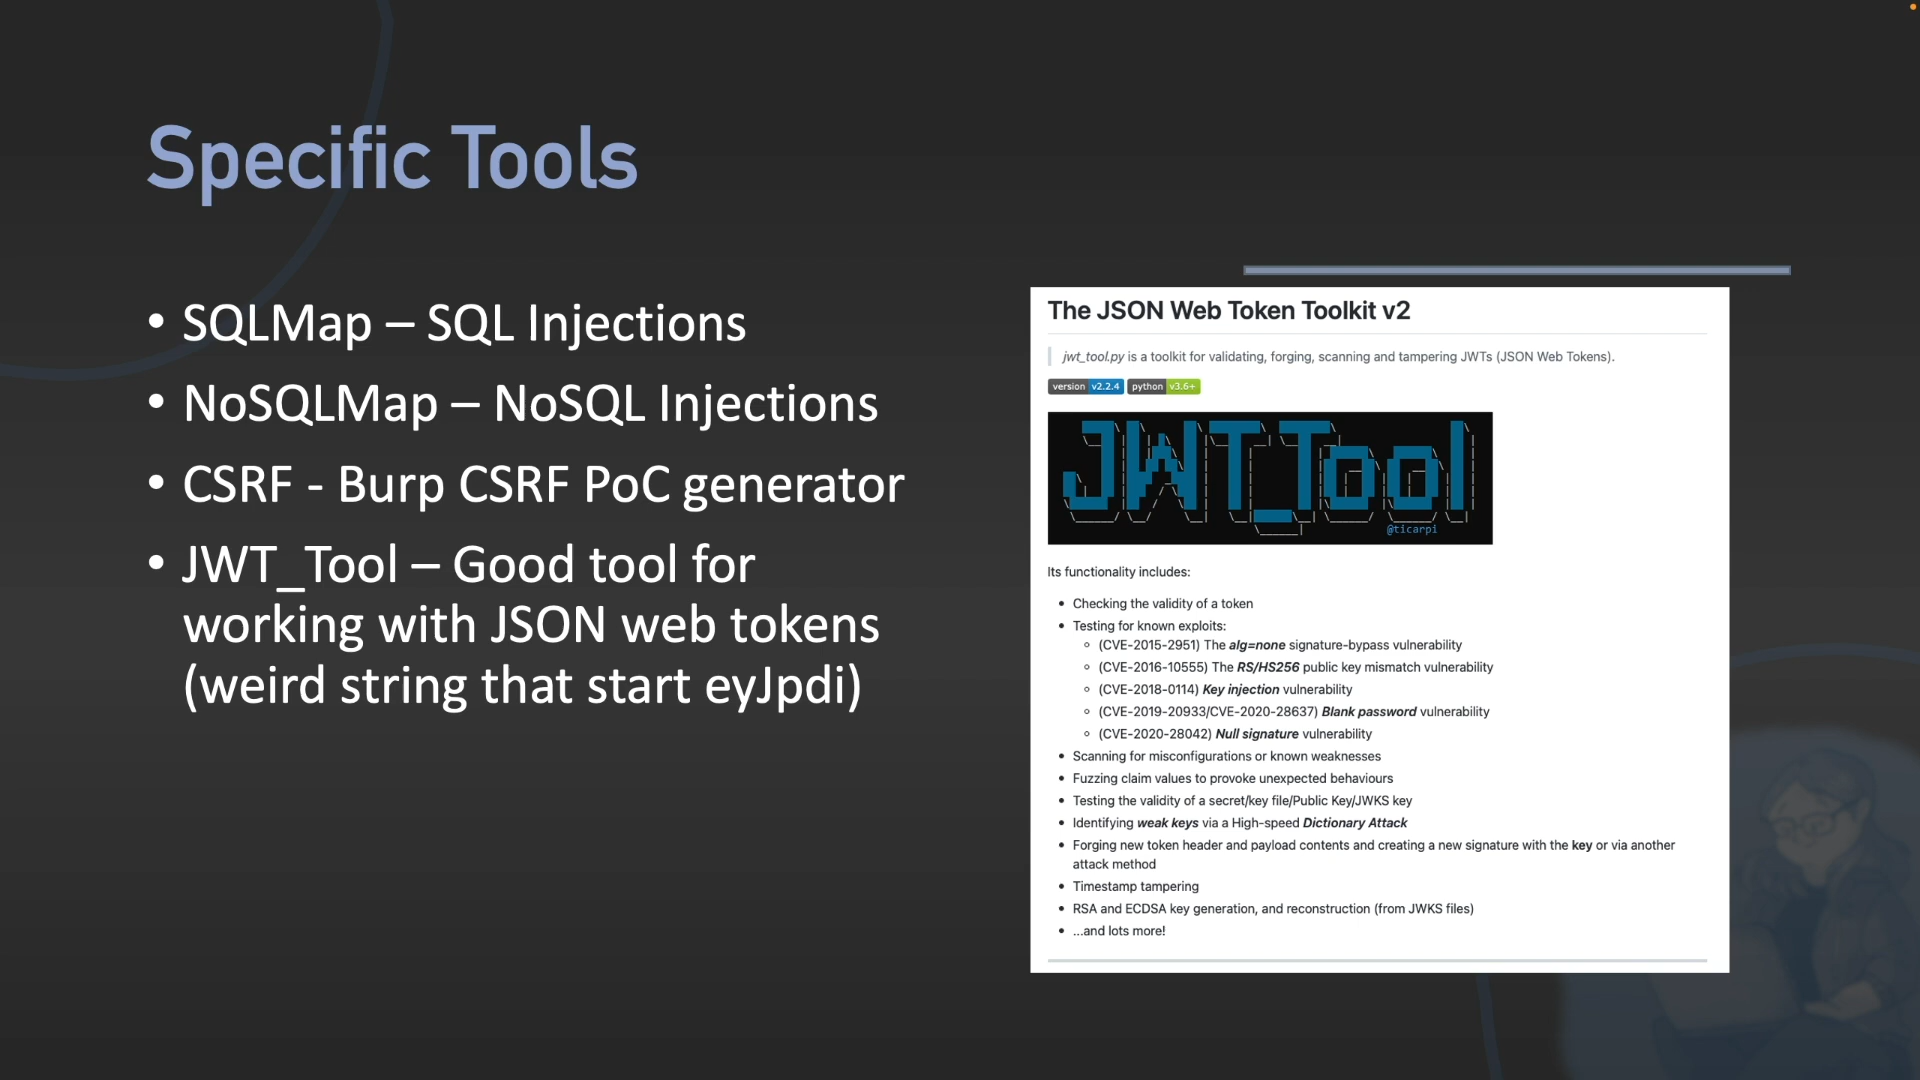 Specific Tools
• SQLMap – SQL Injections
• NoSQLMap – NoSQL Injections
• CSRF - Burp CSRF PoC generator
• JWT_Tool – Good tool for
working with JSON web tokens
(weird string that start eyJpdi)
The JSON Web Token Toolkit v2
jwt_tool.py is a toolkit for validating, forging, scanning and tampering JWTs (JSON Web Tokens).
version v2.2.4 python v3.6+
JWT_Tool
@ticarpi
Its functionality includes:
• Checking the validity of a token
• Testing for known exploits:
◦ (CVE-2015-2951) The alg=none signature-bypass vulnerability
◦ (CVE-2016-10555) The RS/HS256 public key mismatch vulnerability
◦ (CVE-2018-0114) Key injection vulnerability
◦ (CVE-2019-20933/CVE-2020-28637) Blank password vulnerability
◦ (CVE-2020-28042) Null signature vulnerability
• Scanning for misconfigurations or known weaknesses
• Fuzzing claim values to provoke unexpected behaviours
• Testing the validity of a secret/key file/Public Key/JWKS key
• Identifying weak keys via a High-speed Dictionary Attack
• Forging new token header and payload contents and creating a new signature with the key or via another
attack method
• Timestamp tampering
• RSA and ECDSA key generation, and reconstruction (from JWKS files)
• ...and lots more!